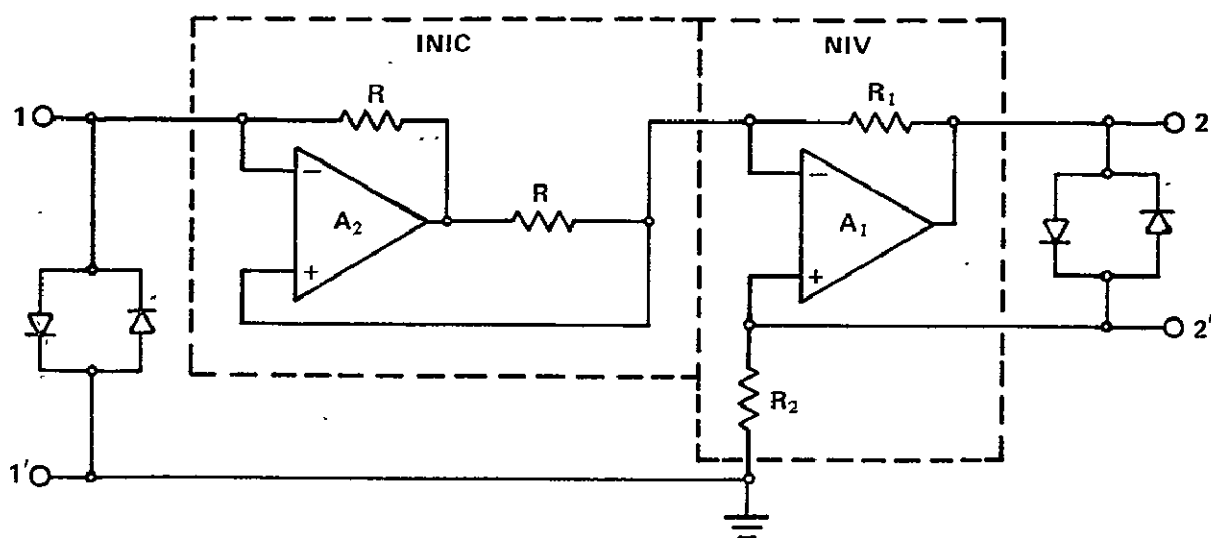 INIC
NIV
R
R₁
1
2
−
A₂
+
R
−
A₁
+
2'
R₂
1'